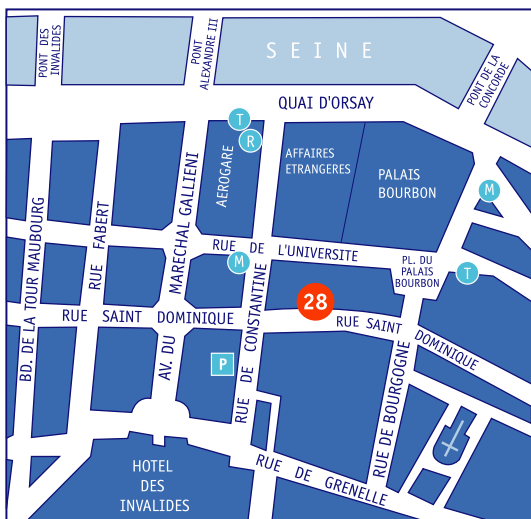 PONT DES
INVALIDES
PONT
ALEXANDRE III
SEINE
PONT DE LA
CONCORDE
QUAI D'ORSAY
T
R
AEROGARE
AFFAIRES
ETRANGERES
PALAIS
BOURBON
M
BD. DE LA TOUR MAUBOURG
RUE FABERT
AV. DU MARECHAL GALLIENI
RUE DE L'UNIVERSITE
M
RUE DE CONSTANTINE
PL. DU
PALAIS
BOURBON
T
28
RUE SAINT DOMINIQUE
RUE SAINT DOMINIQUE
P
RUE DE BOURGOGNE
HOTEL
DES
INVALIDES
RUE DE GRENELLE